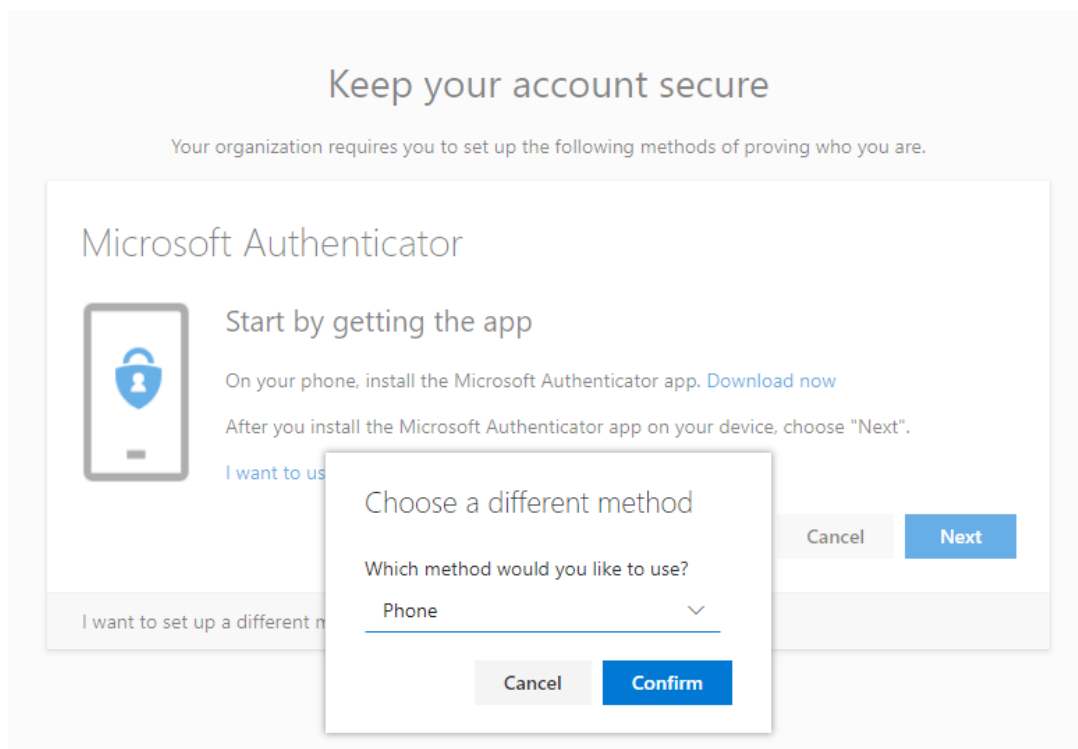 Keep your account secure
Your organization requires you to set up the following methods of proving who you are.
Microsoft Authenticator
Start by getting the app
On your phone, install the Microsoft Authenticator app. Download now
After you install the Microsoft Authenticator app on your device, choose "Next".
I want to us
Cancel
Next
I want to set up a different
Choose a different method
Which method would you like to use?
Phone
Cancel
Confirm